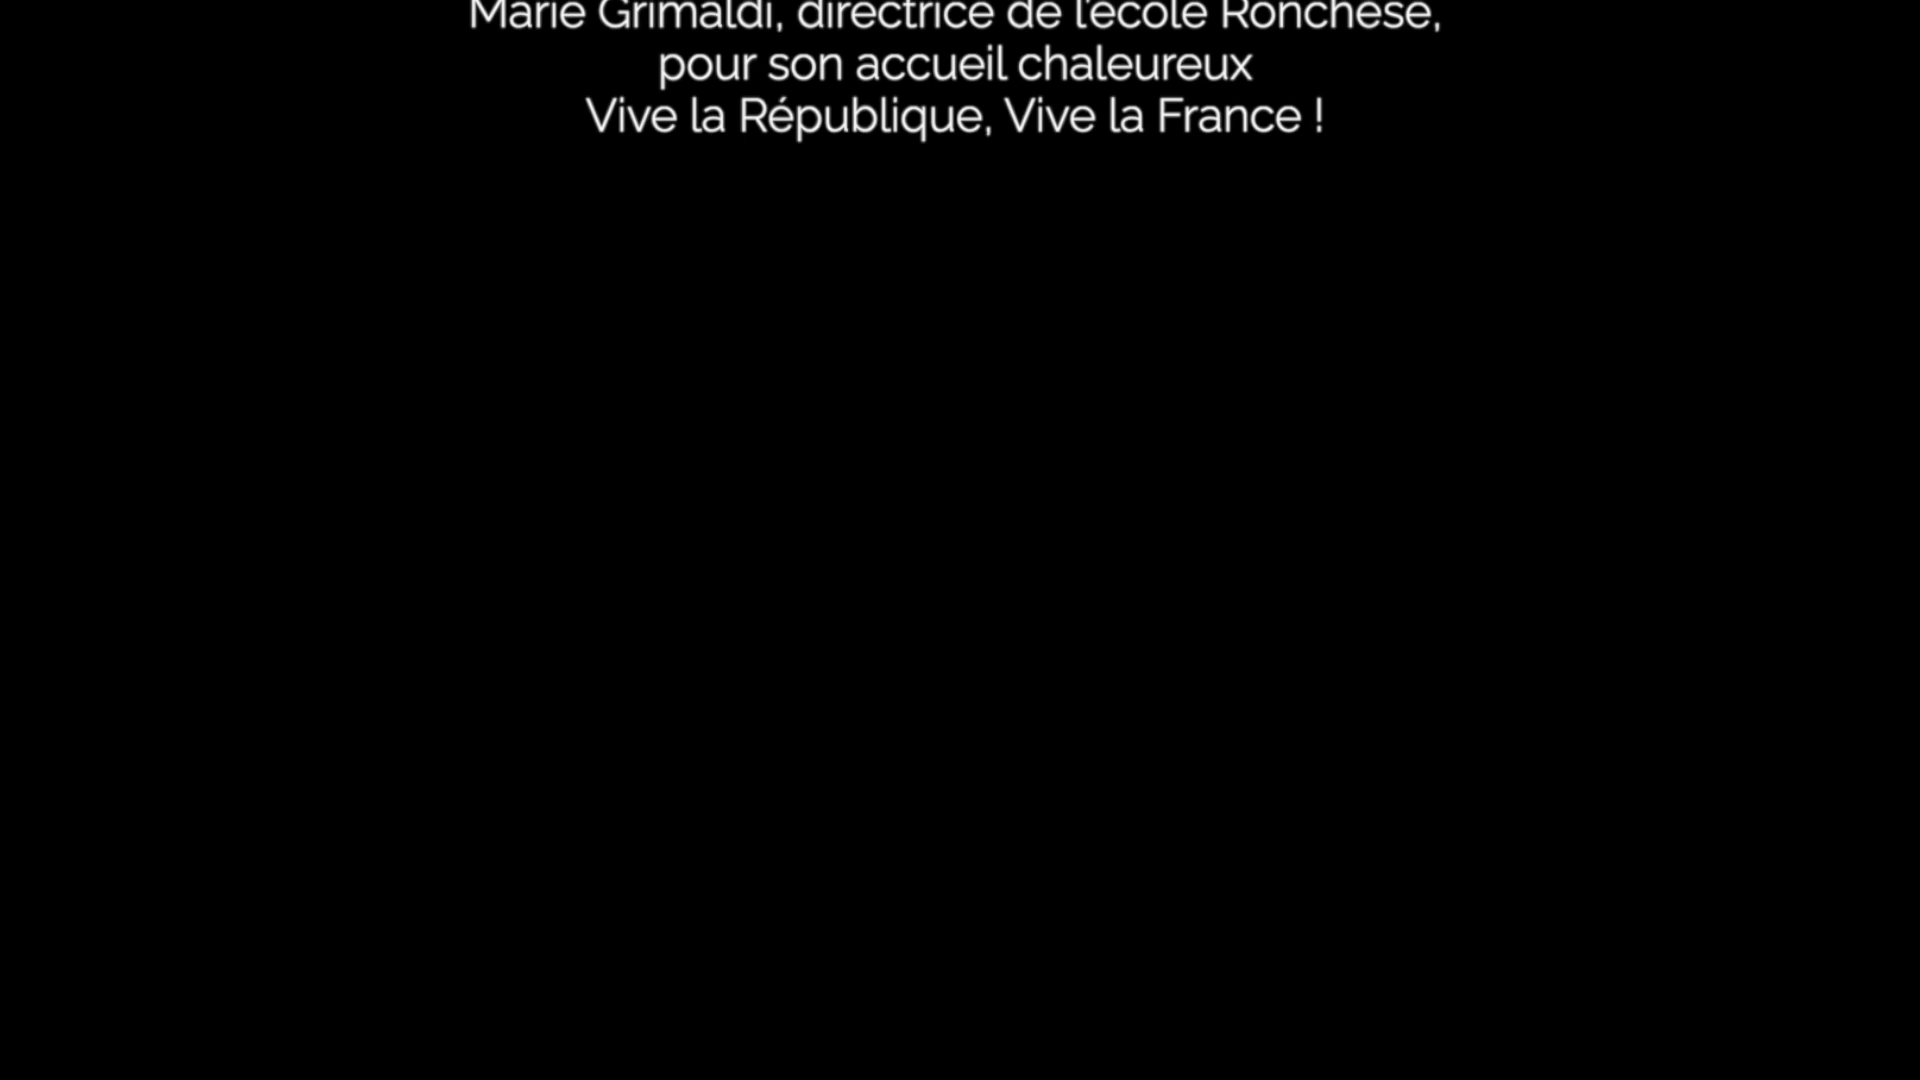 Marie Grimaldi, directrice de l'école Ronchese,
pour son accueil chaleureux
Vive la République, Vive la France !